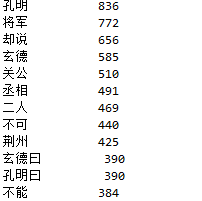 孔明 836
将军 772
却说 656
玄德 585
关公 510
丞相 491
二人 469
不可 440
荆州 425
玄德曰 390
孔明曰 390
不能 384